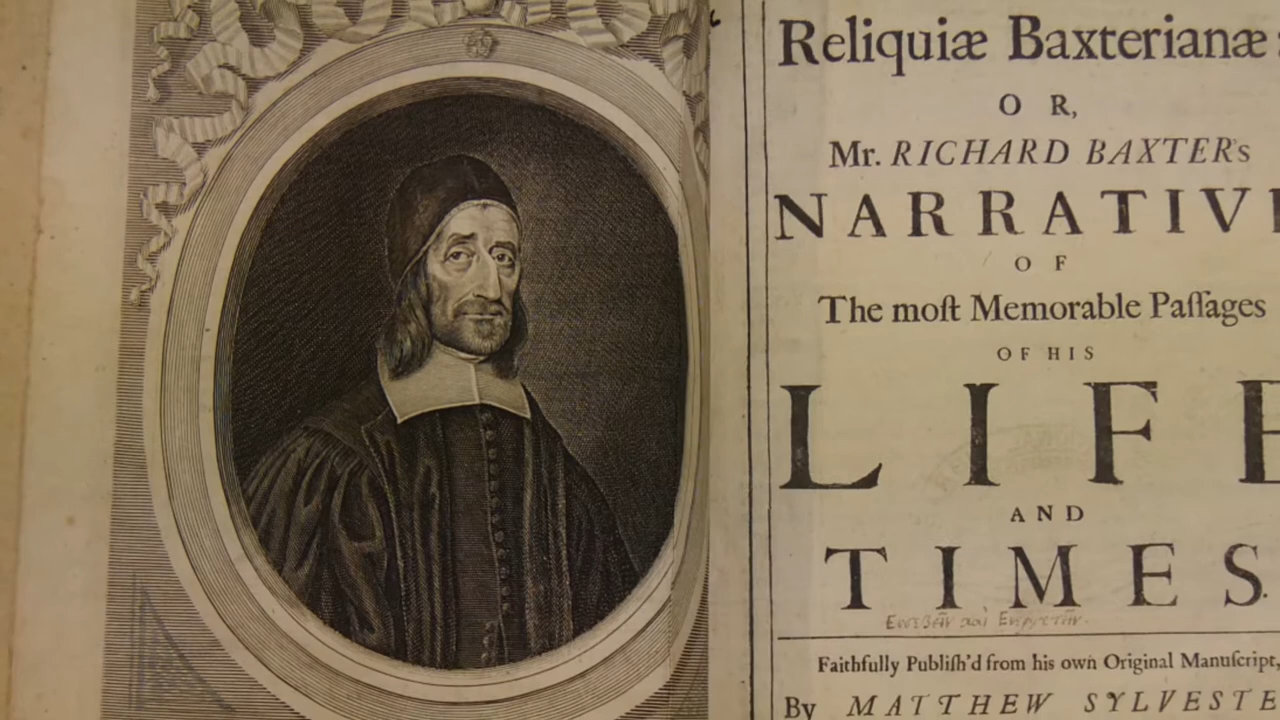 Reliquiæ Baxterianæ:
O R,
Mr. RICHARD BAXTER's
NARRATIVE
OF
The moſt Memorable Paſſages
OF HIS
LIFE
AND
TIMES.
Faithfully Publiſh'd from his own Original Manuſcript,
By MATTHEW SYLVESTE